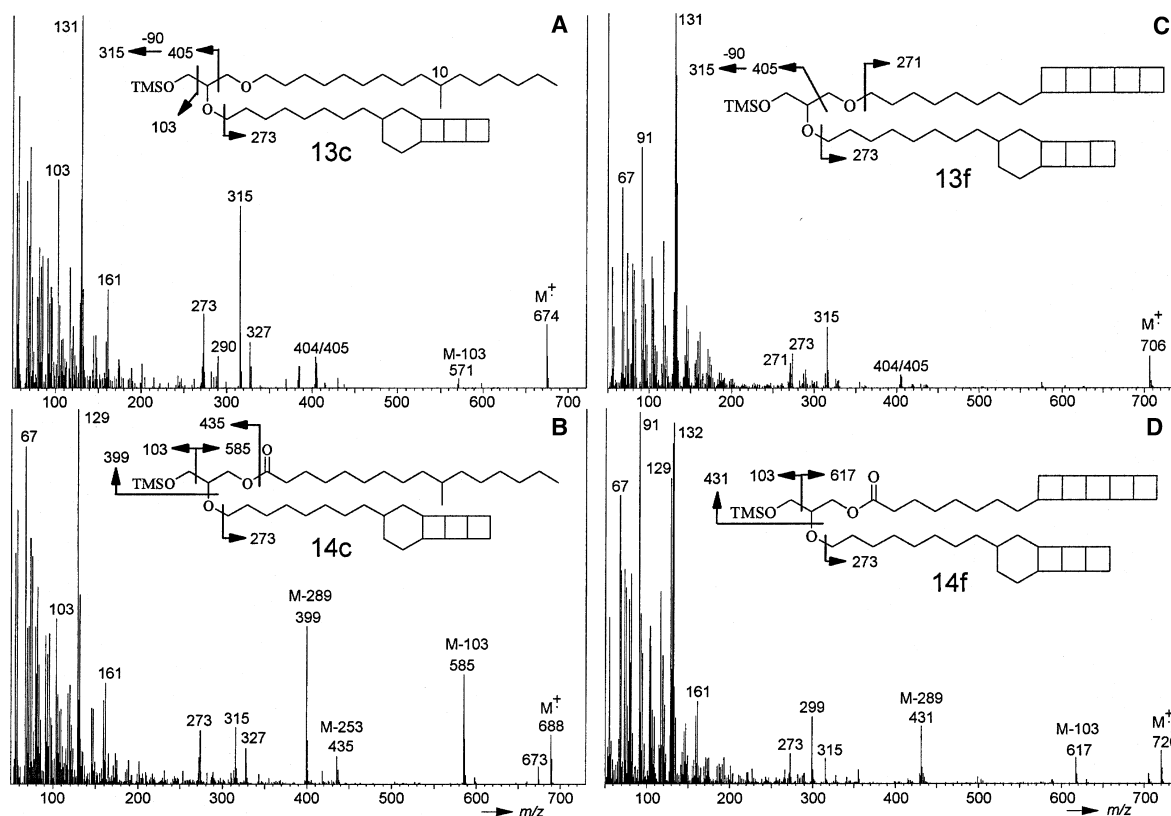 A
131
-90
315 405
10
TMSO
O
O
103
273
13c
103
315
161
273
290
327
404/405
M-103
571
M+·
674
100 200 300 400 500 600 700
B
129
67
435
103 585
399
O
TMSO
O
O
273
14c
103
161
M-289
399
273
315
327
M-253
435
M-103
585
673
M+·
688
100 200 300 400 500 600 700
m/z
C
131
-90
315 405
271
TMSO
O
O
273
13f
91
67
271
273
315
404/405
M+·
706
100 200 300 400 500 600 700
D
91
132
129
67
103 617
431
O
TMSO
O
O
273
14f
161
273
299
315
M-289
431
M-103
617
M+·
720
100 200 300 400 500 600 700
m/z